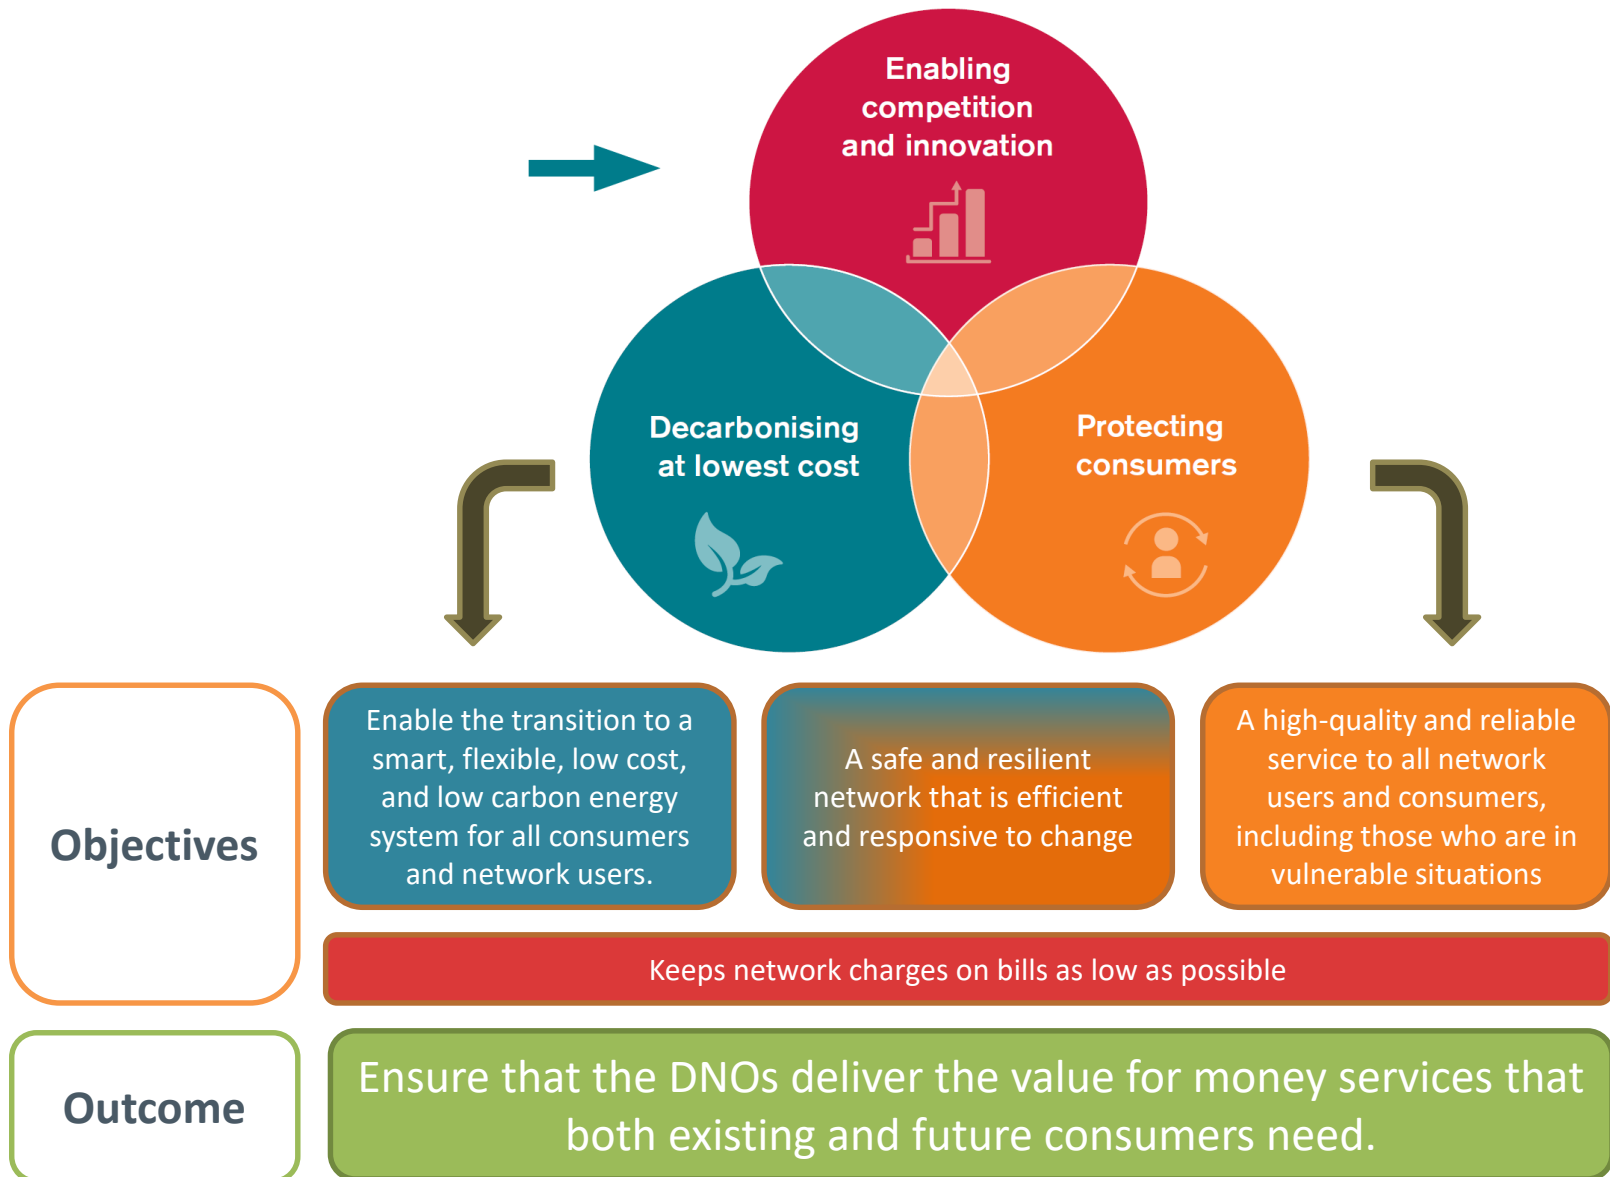 Enabling
competition
and innovation
Decarbonising
at lowest cost
Protecting
consumers
Objectives
Enable the transition to a
smart, flexible, low cost,
and low carbon energy
system for all consumers
and network users.
A safe and resilient
network that is efficient
and responsive to change
A high-quality and reliable
service to all network
users and consumers,
including those who are in
vulnerable situations
Keeps network charges on bills as low as possible
Outcome
Ensure that the DNOs deliver the value for money services that
both existing and future consumers need.